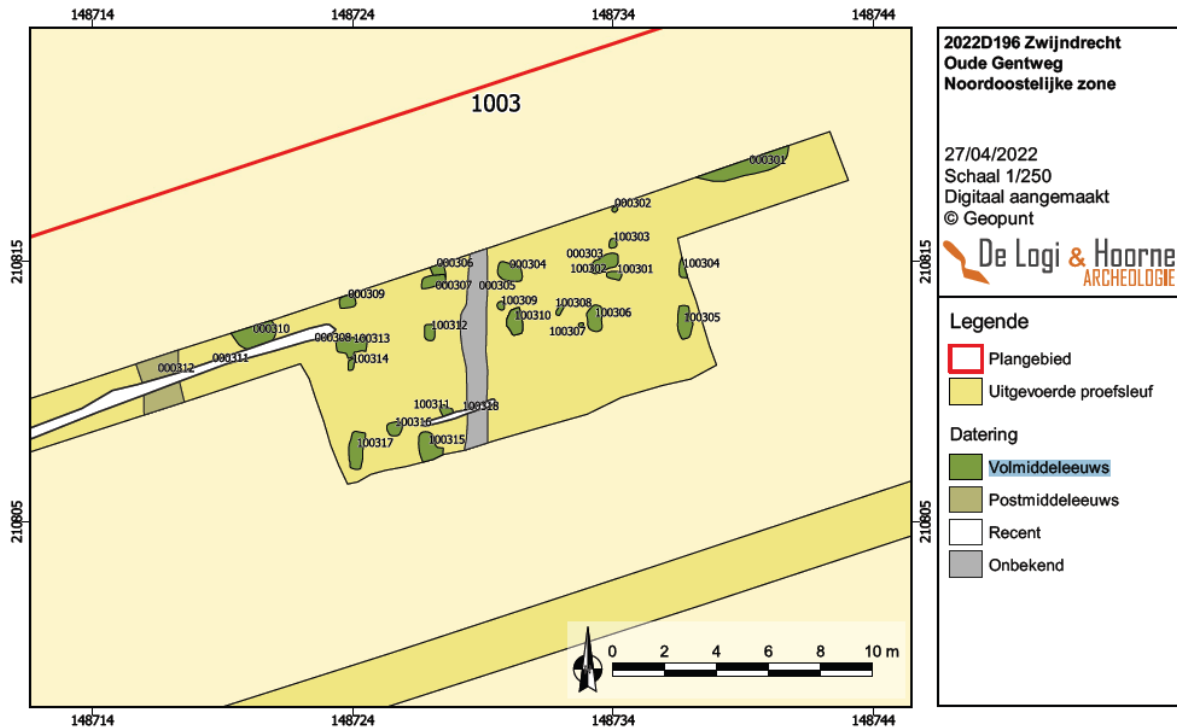 148714
148724
148734
148744
1003
000301
000302
100303
000303
100302
100301
100304
000306
000304
000307
000305
000309
100309
100308
100310
100306
100305
100307
000310
100312
000308
100313
000311
100314
000312
100311
100318
100316
100317
100315
210815
210805
210815
210805
0 2 4 6 8 10 m
148714
148724
148734
148744
2022D196 Zwijndrecht
Oude Gentweg
Noordoostelijke zone
27/04/2022
Schaal 1/250
Digitaal aangemaakt
© Geopunt
De Logi & Hoorne
ARCHEOLOGIE
Legende
Plangebied
Uitgevoerde proefsleuf
Datering
Volmiddeleeuws
Postmiddeleeuws
Recent
Onbekend